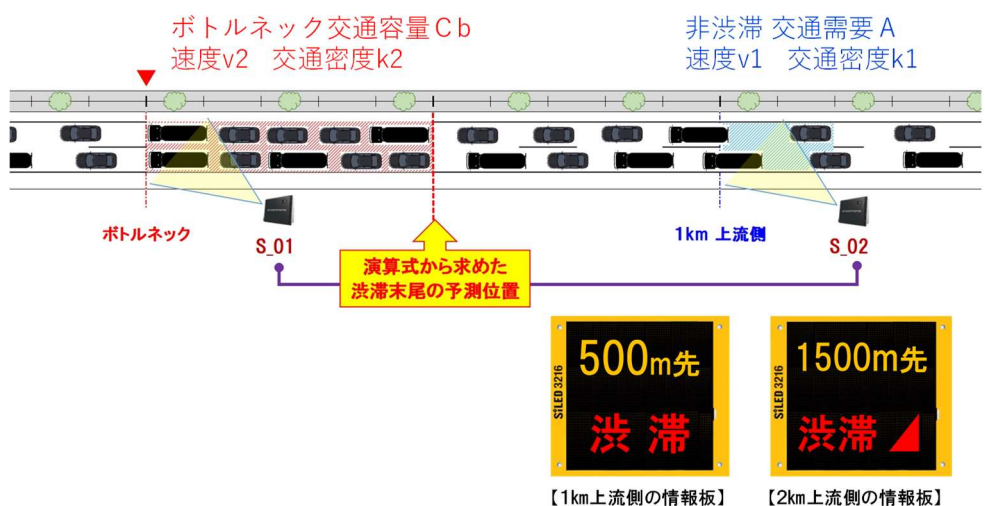 ボトルネック交通容量Cb
速度v2 交通密度k2
非渋滞 交通需要A
速度v1 交通密度k1
ボトルネック
S_01
1km 上流側
S_02
演算式から求めた
渋滞末尾の予測位置
SiLED3216
500m先
渋滞
SiLED3216
1500m先
渋滞
【1km上流側の情報板】
【2km上流側の情報板】